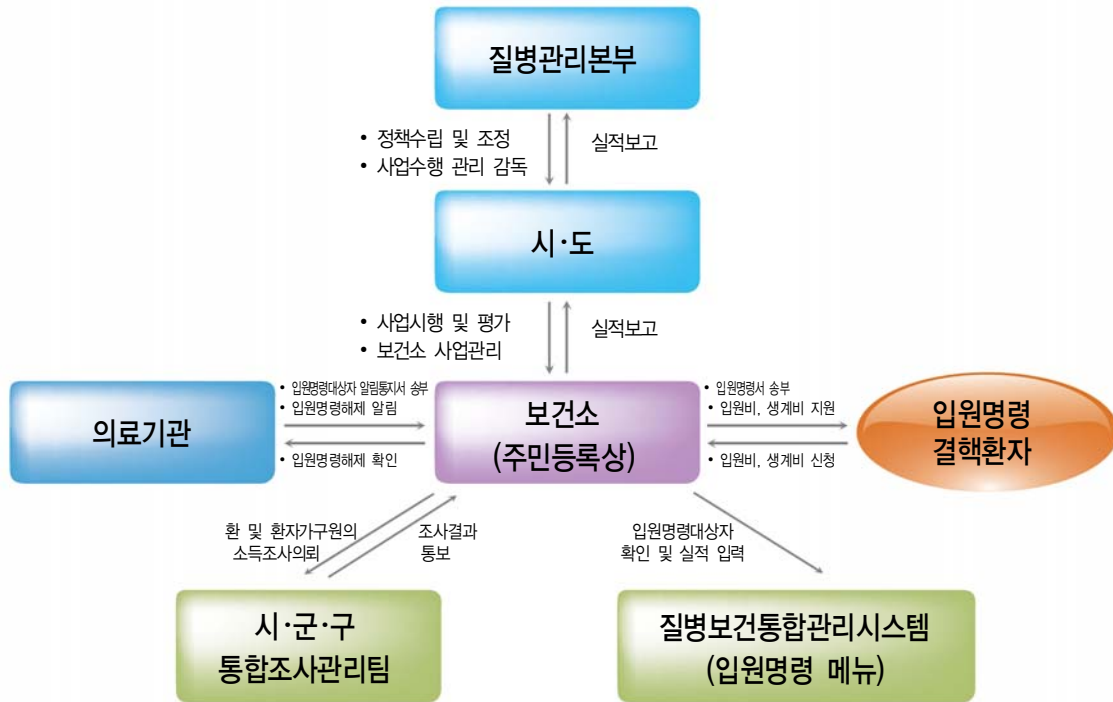 질병관리본부
• 정책수립 및 조정
• 사업수행 관리 감독
실적보고
시·도
• 사업시행 및 평가
• 보건소 사업관리
실적보고
의료기관
• 입원명령대상자 알림통지서 송부
• 입원명령해제 알림
• 입원명령해제 확인
보건소
(주민등록상)
• 입원명령서 송부
• 입원비, 생계비 지원
• 입원비, 생계비 신청
입원명령
결핵환자
환 및 환자가구원의
소득조사의뢰
조사결과
통보
입원명령대상자
확인 및 실적 입력
시·군·구
통합조사관리팀
질병보건통합관리시스템
(입원명령 메뉴)